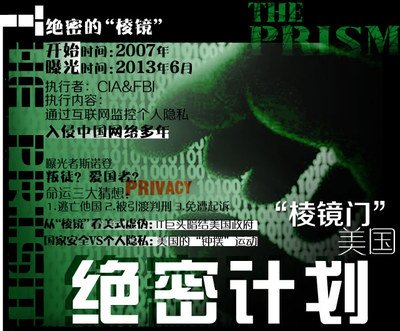 THE
PRISM
绝密的“棱镜”
开始时间:2007年
曝光时间:2013年6月
执行者:CIA&FBI
执行内容:
通过互联网监控个人隐私
入侵中国网络多年
曝光者斯诺登
叛徒?爱国者?
PRIVACY
命运三大猜想:
1.逃亡他国 2.被引渡判刑 3.免遭起诉
从“棱镜”看美式虚伪:IT巨头勾结美国政府
国家安全VS个人隐私:美国的“钟摆”运动
“棱镜门”
美国
绝密计划